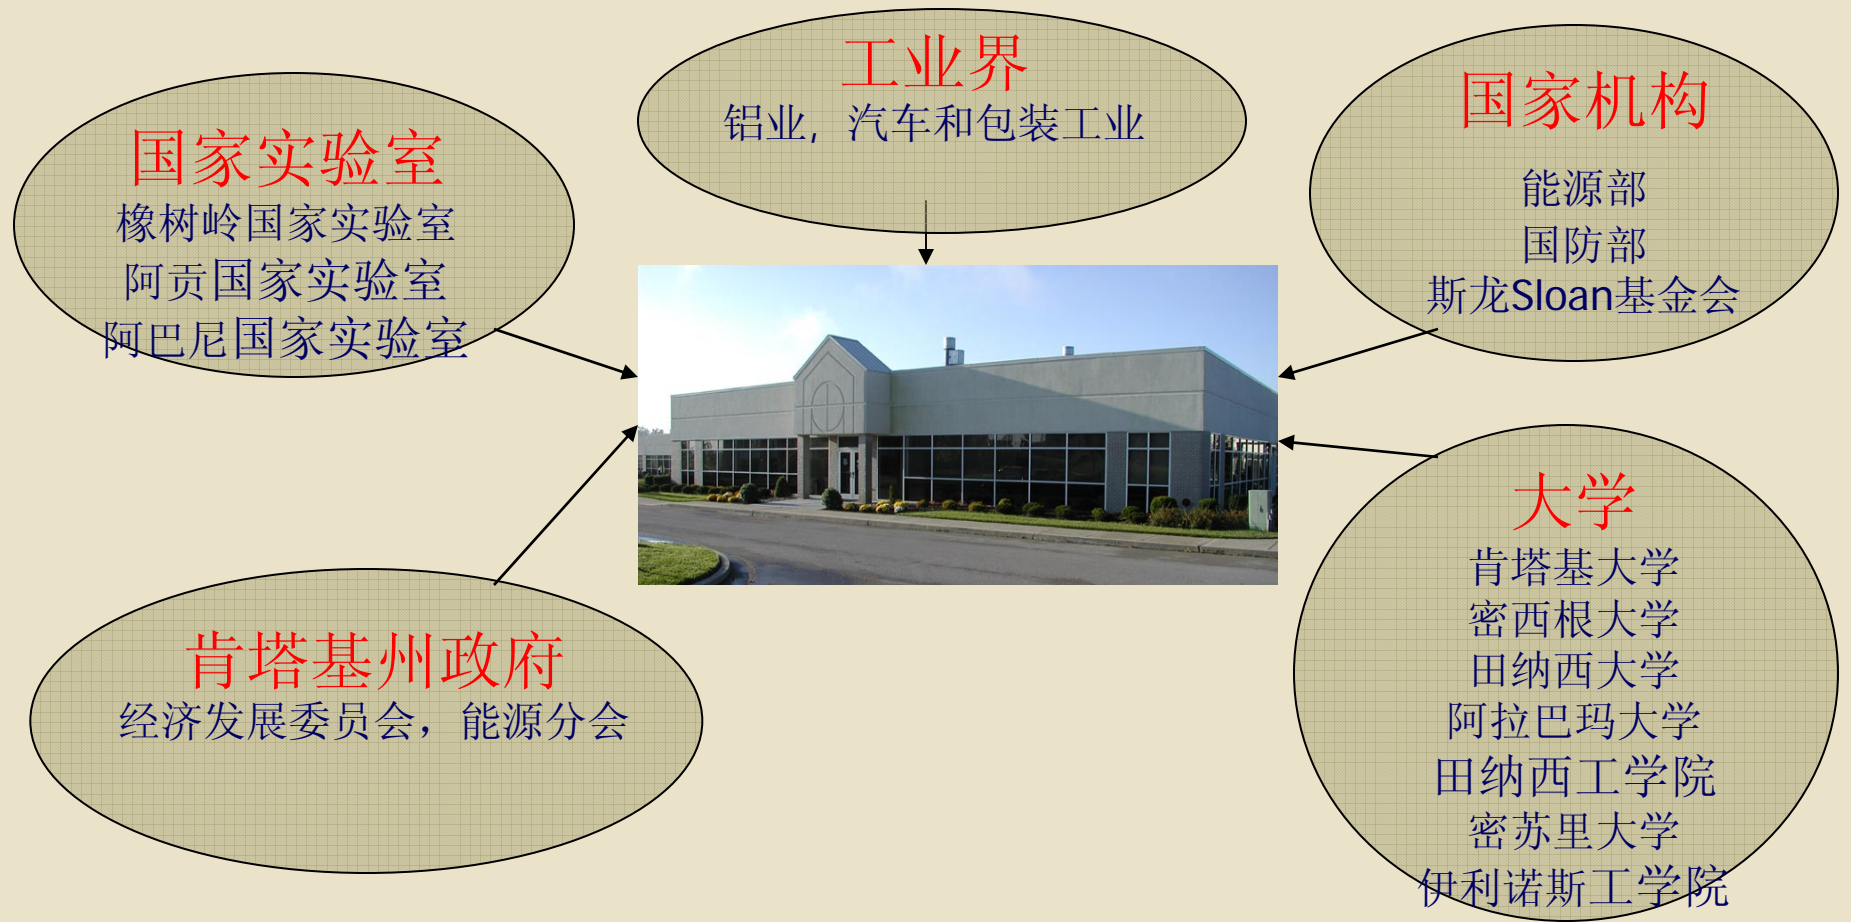 工业界
铝业, 汽车和包装工业
国家实验室
橡树岭国家实验室
阿贡国家实验室
阿巴尼国家实验室
国家机构
能源部
国防部
斯龙Sloan基金会
肯塔基州政府
经济发展委员会，能源分会
大学
肯塔基大学
密西根大学
田纳西大学
阿拉巴玛大学
田纳西工学院
密苏里大学
伊利诺斯工学院